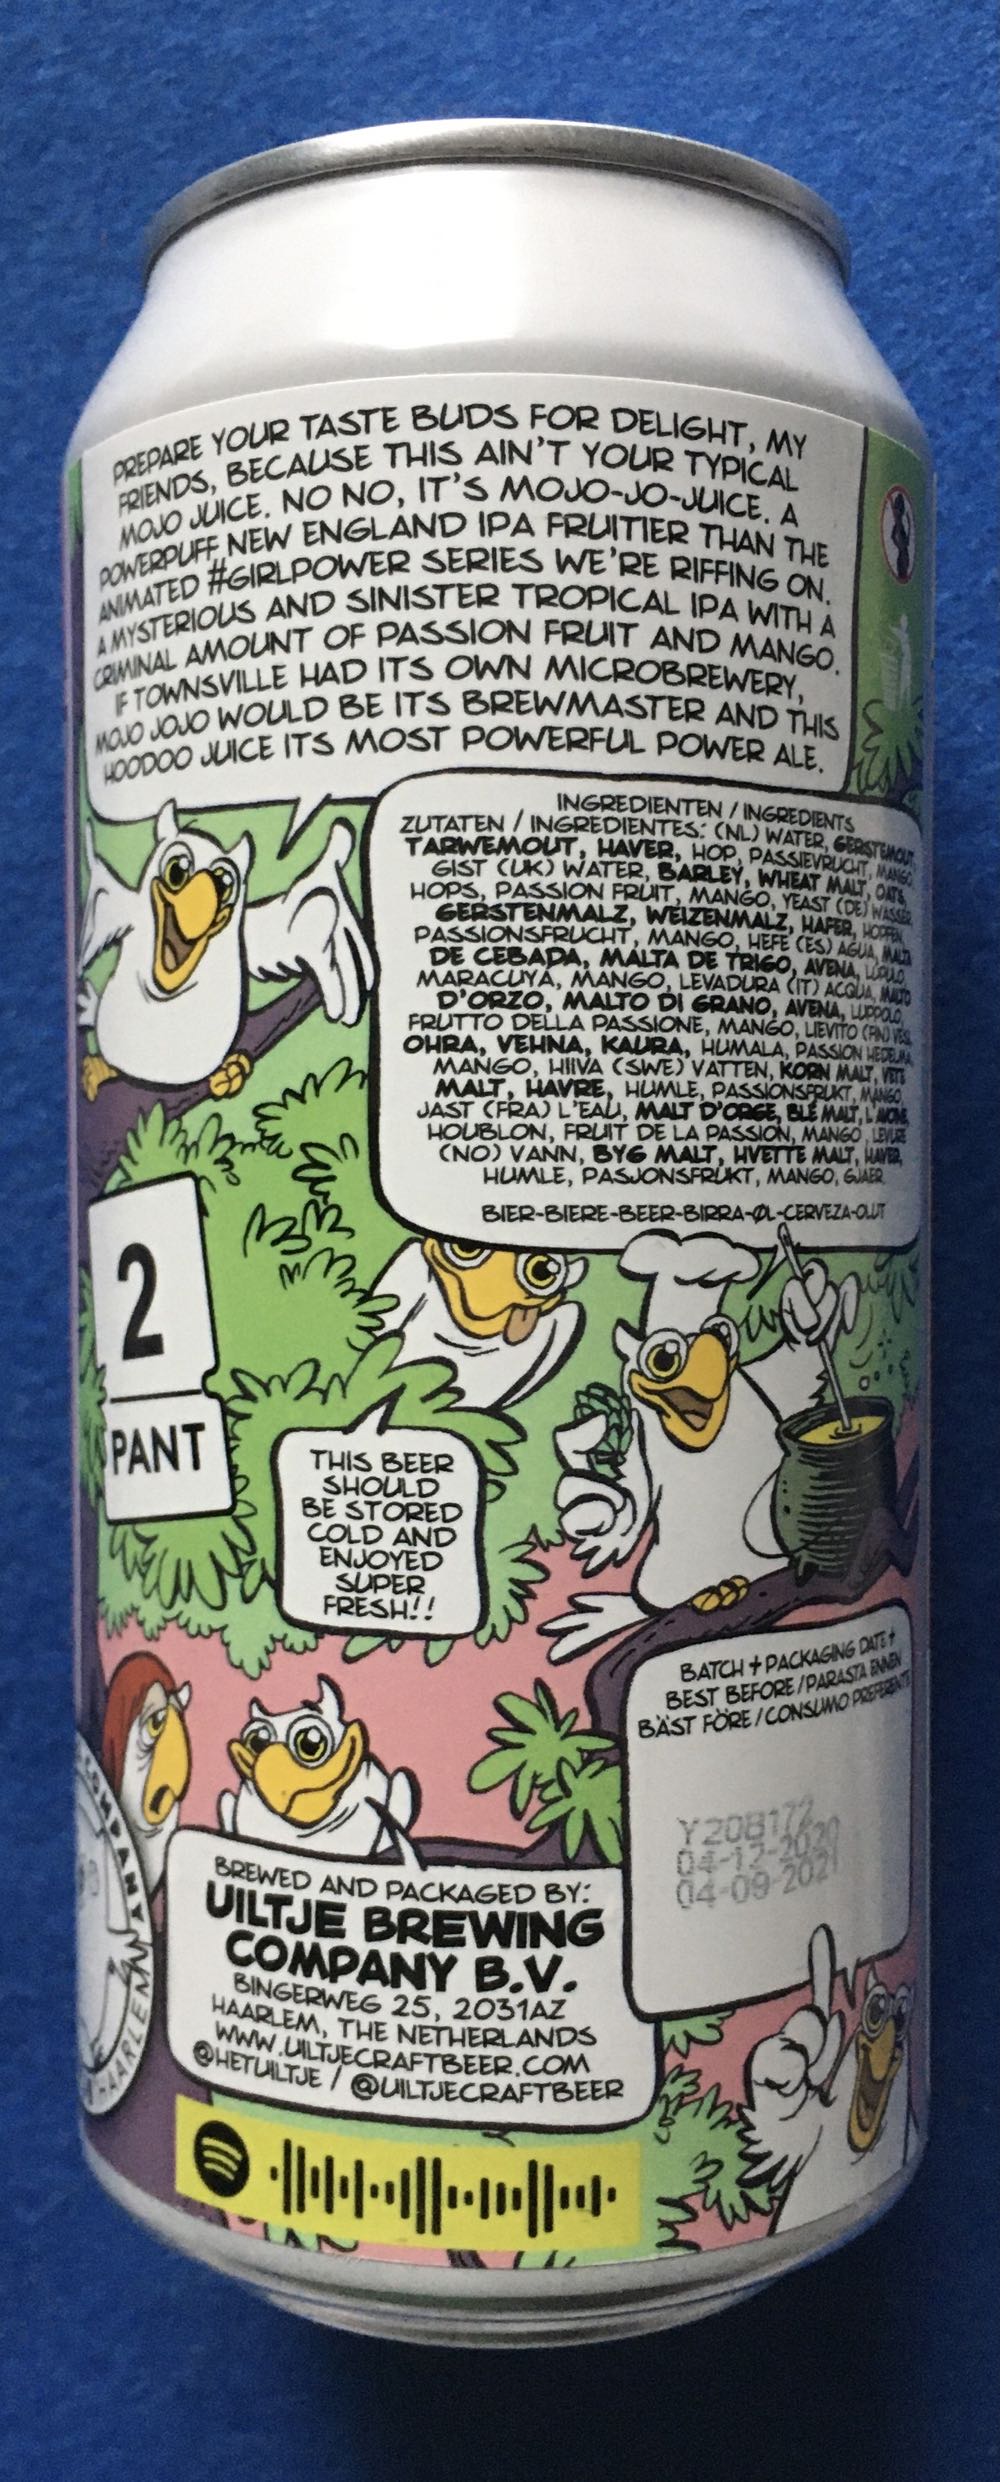 PREPARE YOUR TASTE BUDS FOR DELIGHT, MY
FRIENDS, BECAUSE THIS AIN'T YOUR TYPICAL
MOJO JUICE. NO NO, IT'S MOJO-JO-JUICE. A
POWERPUFF NEW ENGLAND IPA FRUITIER THAN THE
ANIMATED #GIRLPOWER SERIES WE'RE RIFFING ON.
A MYSTERIOUS AND SINISTER TROPICAL IPA WITH A
CRIMINAL AMOUNT OF PASSION FRUIT AND MANGO.
IF TOWNSVILLE HAD ITS OWN MICROBREWERY,
MOJO JOJO WOULD BE ITS BREWMASTER AND THIS
HOODOO JUICE ITS MOST POWERFUL POWER ALE.
INGREDIENTEN / INGREDIENTS
ZUTATEN / INGREDIENTES: (NL) WATER, GERSTEMOUT,
TARWEMOUT, HAVER, HOP, PASSIEVRUCHT, MANGO
GIST (UK) WATER, BARLEY, WHEAT MALT, OATS,
HOPS, PASSION FRUIT, MANGO, YEAST (DE) WASSER
GERSTENMALZ, WEIZENMALZ, HAFER, HOPFEN,
PASSIONSFRUCHT, MANGO, HEFE (ES) AGUA, MALTA
DE CEBADA, MALTA DE TRIGO, AVENA, LÚPULO,
MARACUYA, MANGO, LEVADURA (IT) ACQUA, MALTO
D'ORZO, MALTO DI GRANO, AVENA, LUPPOLO,
FRUTTO DELLA PASSIONE, MANGO, LIEVITO (FIN) VESI,
OHRA, VEHNA, KAURA, HUMALA, PASSION HEDELMA,
MANGO, HIIVA (SWE) VATTEN, KORN MALT, VETE
MALT, HAVRE, HUMLE, PASSIONSFRUKT, MANGO,
JAST (FRA) L'EAU, MALT D'ORGE, BLÉ MALT, L'AVOINE,
HOUBLON, FRUIT DE LA PASSION, MANGO, LEVURE
(NO) VANN, BYG MALT, HVETTE MALT, HAVER,
HUMLE, PASJONSFRUKT, MANGO, GJAER
BIER-BIERE-BEER-BIRRA-ØL-CERVEZA-OLUT
2
PANT
THIS BEER
SHOULD
BE STORED
COLD AND
ENJOYED
SUPER
FRESH!!
BATCH + PACKAGING DATE +
BEST BEFORE/PARASTA ENNEN
BÄST FÖRE/CONSUMO PREFERENTE
Y20B172
04-12-2020
04-09-2021
COMPANY
HAARLEM
BREWED AND PACKAGED BY:
UILTJE BREWING
COMPANY B.V.
BINGERWEG 25, 2031AZ
HAARLEM, THE NETHERLANDS
WWW.UILTJECRAFTBEER.COM
@HETUILTJE / @UILTJECRAFTBEER